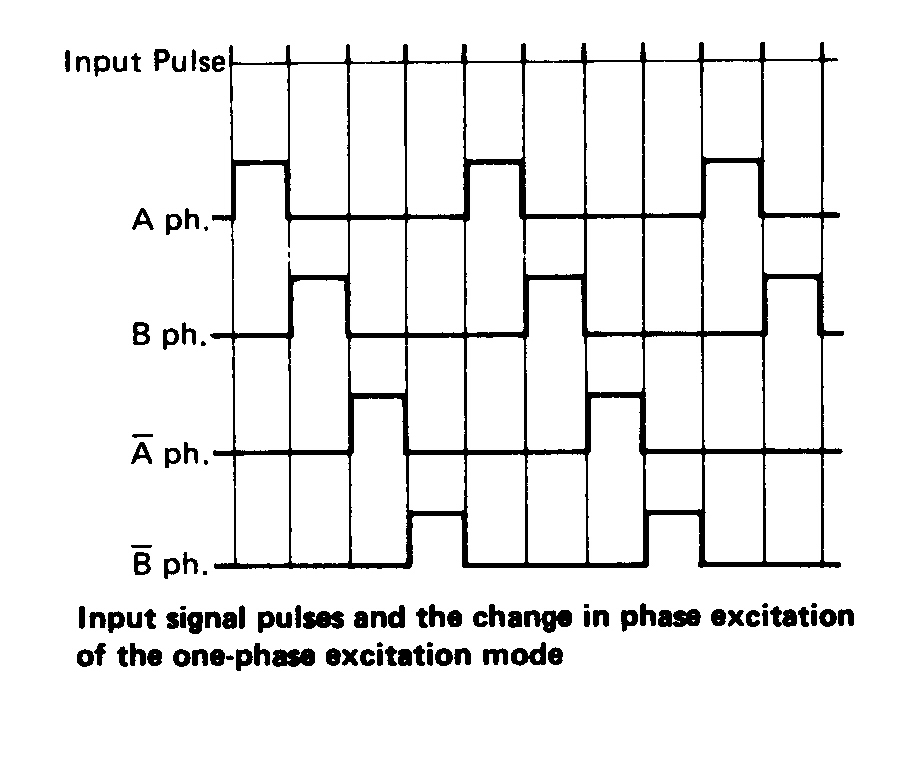 Input Pulse
A ph.
B ph.
A̅ ph.
B̅ ph.
Input signal pulses and the change in phase excitation
of the one-phase excitation mode